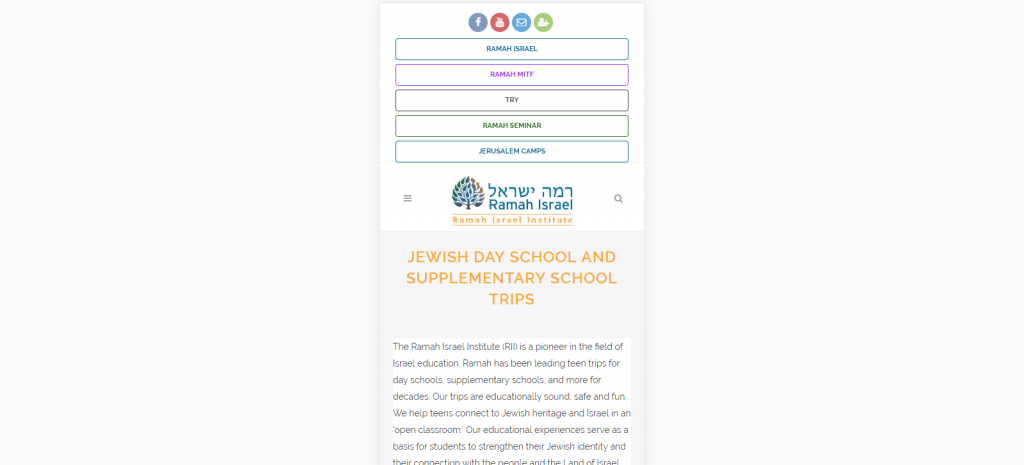 RAMAH ISRAEL
RAMAH MITF
TRY
RAMAH SEMINAR
JERUSALEM CAMPS
רמה ישראל
Ramah Israel
Ramah Israel Institute
JEWISH DAY SCHOOL AND
SUPPLEMENTARY SCHOOL
TRIPS
The Ramah Israel Institute (RII) is a pioneer in the field of
Israel education. Ramah has been leading teen trips for
day schools, supplementary schools, and more for
decades. Our trips are educationally sound, safe and fun.
We help teens connect to Jewish heritage and Israel in an
‘open classroom.’ Our educational experiences serve as a
basis for students to strengthen their Jewish identity and
their connection with the people and the Land of Israel.